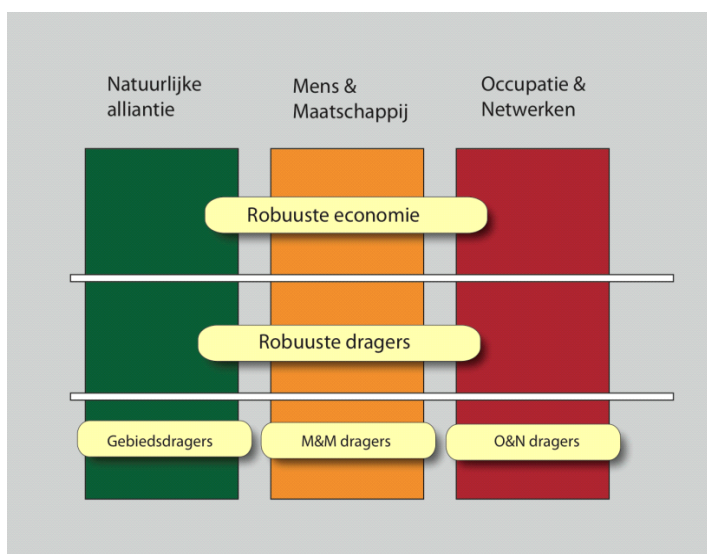 Natuurlijke
alliantie
Mens &
Maatschappij
Occupatie &
Netwerken
Robuuste economie
Robuuste dragers
Gebiedsdragers
M&M dragers
O&N dragers